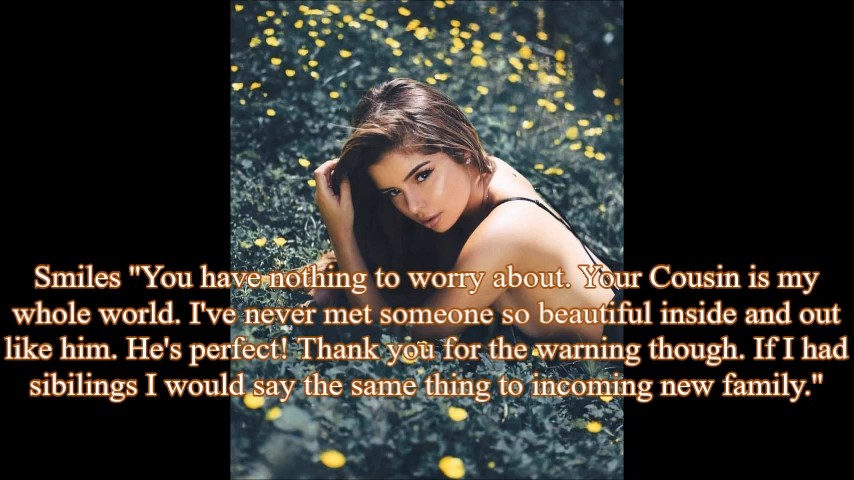 Smiles "You have nothing to worry about. Your Cousin is my
whole world. I've never met someone so beautiful inside and out
like him. He's perfect! Thank you for the warning though. If I had
sibilings I would say the same thing to incoming new family."